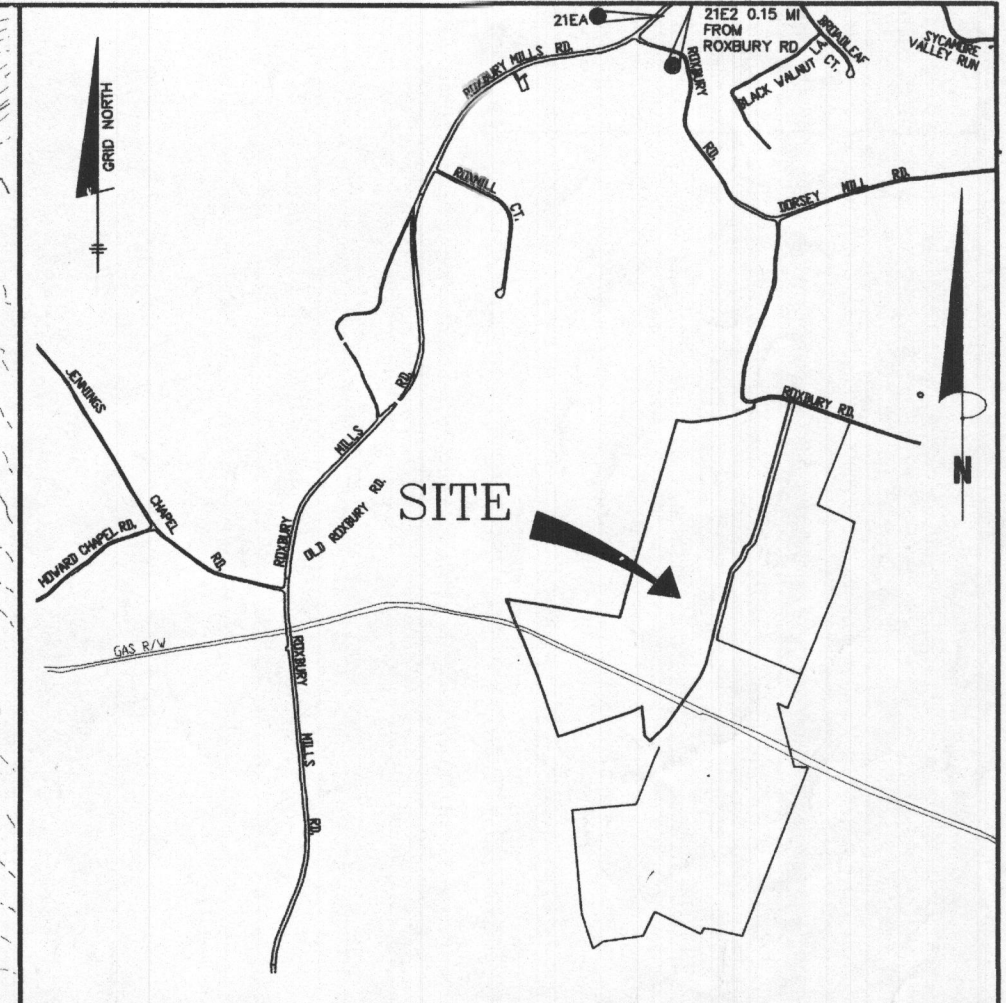 21EA
21E2 0.15 MI
FROM
ROXBURY RD
BROADLEAF
CT.
SYCAMORE
VALLEY RUN
ROXBURY MILLS RD.
ROXBURY
RD.
BLACK WALNUT LA
GRID NORTH
ROXMILL
CT.
DORSEY MILL RD.
JENNINGS
CHAPEL
RD.
MILLS
RD.
ROXBURY RD.
N
SITE
OLD ROXBURY RD.
ROXBURY
HOWARD CHAPEL RD.
GAS R/W
ROXBURY
MILLS
RD.